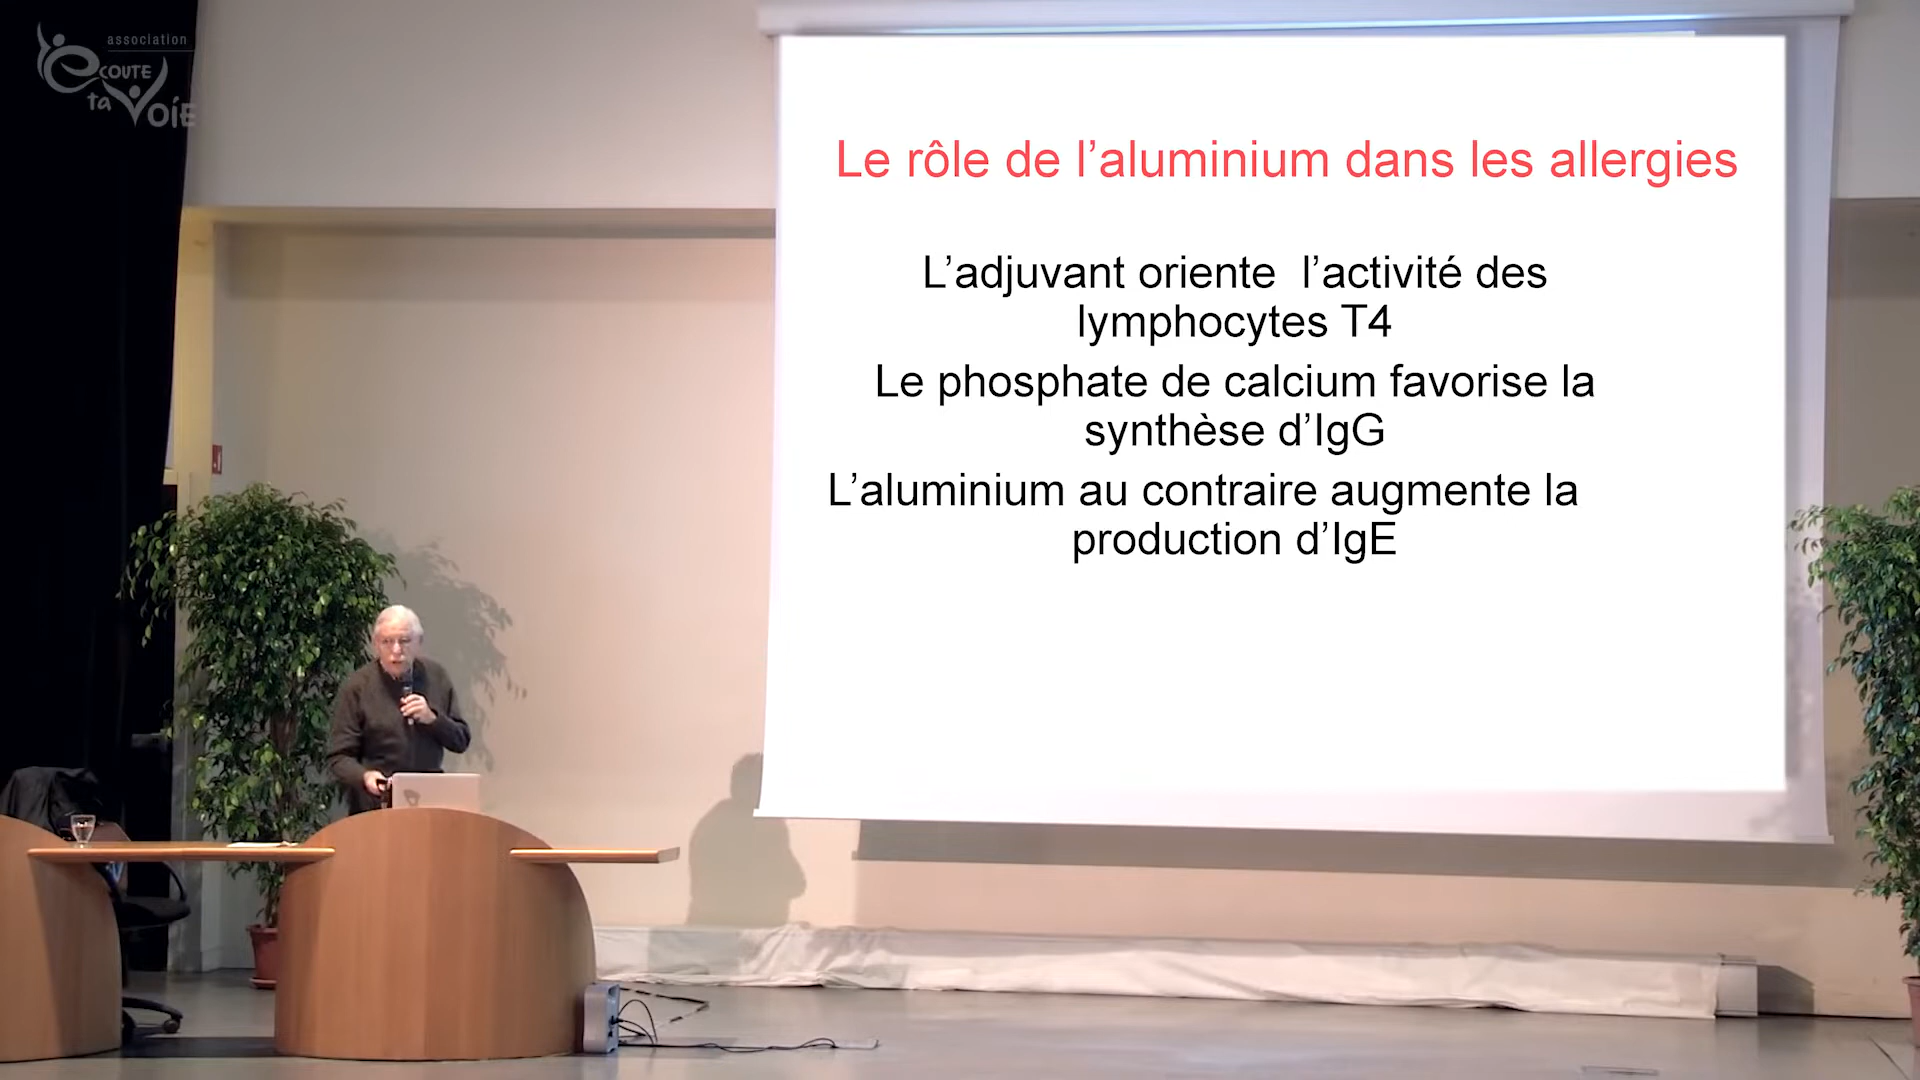 association
écoute
ta Voie
Le rôle de l’aluminium dans les allergies
L’adjuvant oriente  l’activité des
lymphocytes T4
Le phosphate de calcium favorise la
synthèse d’IgG
L’aluminium au contraire augmente la
production d’IgE